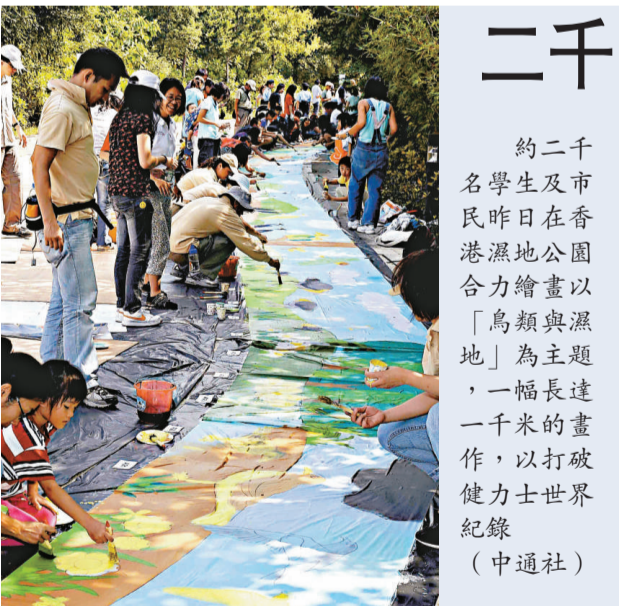 二千
約二千
名學生及市
民昨日在香
港濕地公園
合力繪畫以
「鳥類與濕
地」為主題
，一幅長達
一千米的畫
作，以打破
健力士世界
紀錄
（中通社）